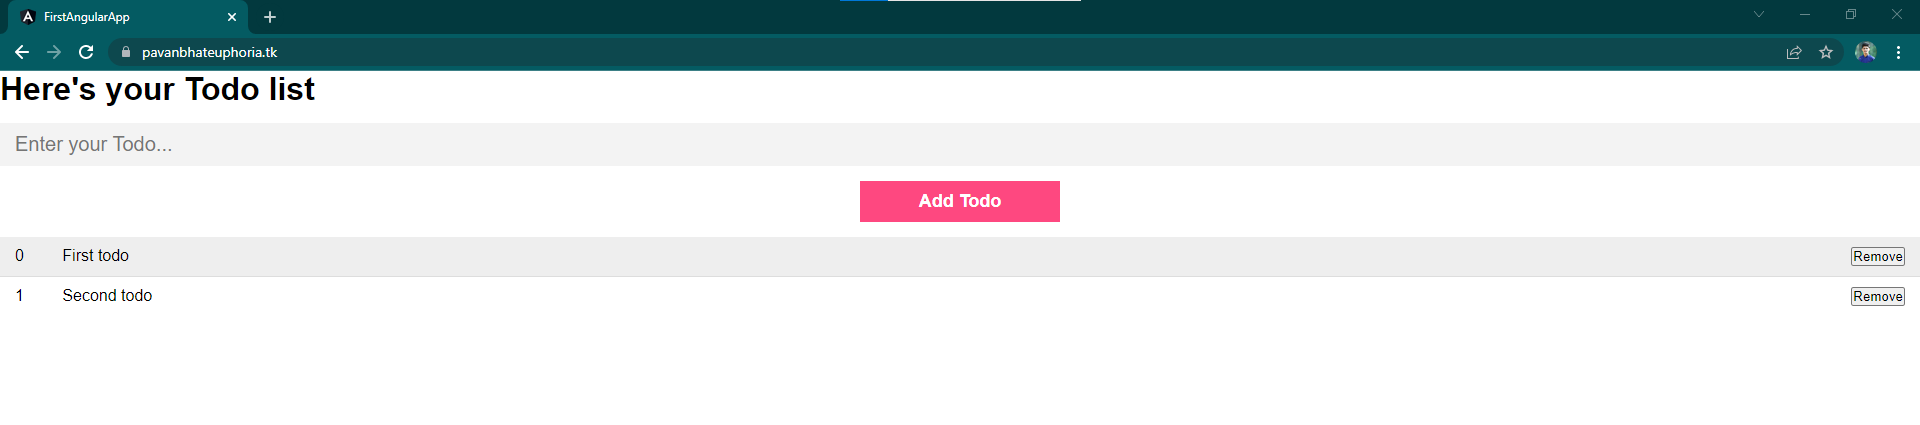 FirstAngularApp
pavanbhateuphoria.tk
Here's your Todo list
Enter your Todo...
Add Todo
0 First todo Remove
1 Second todo Remove